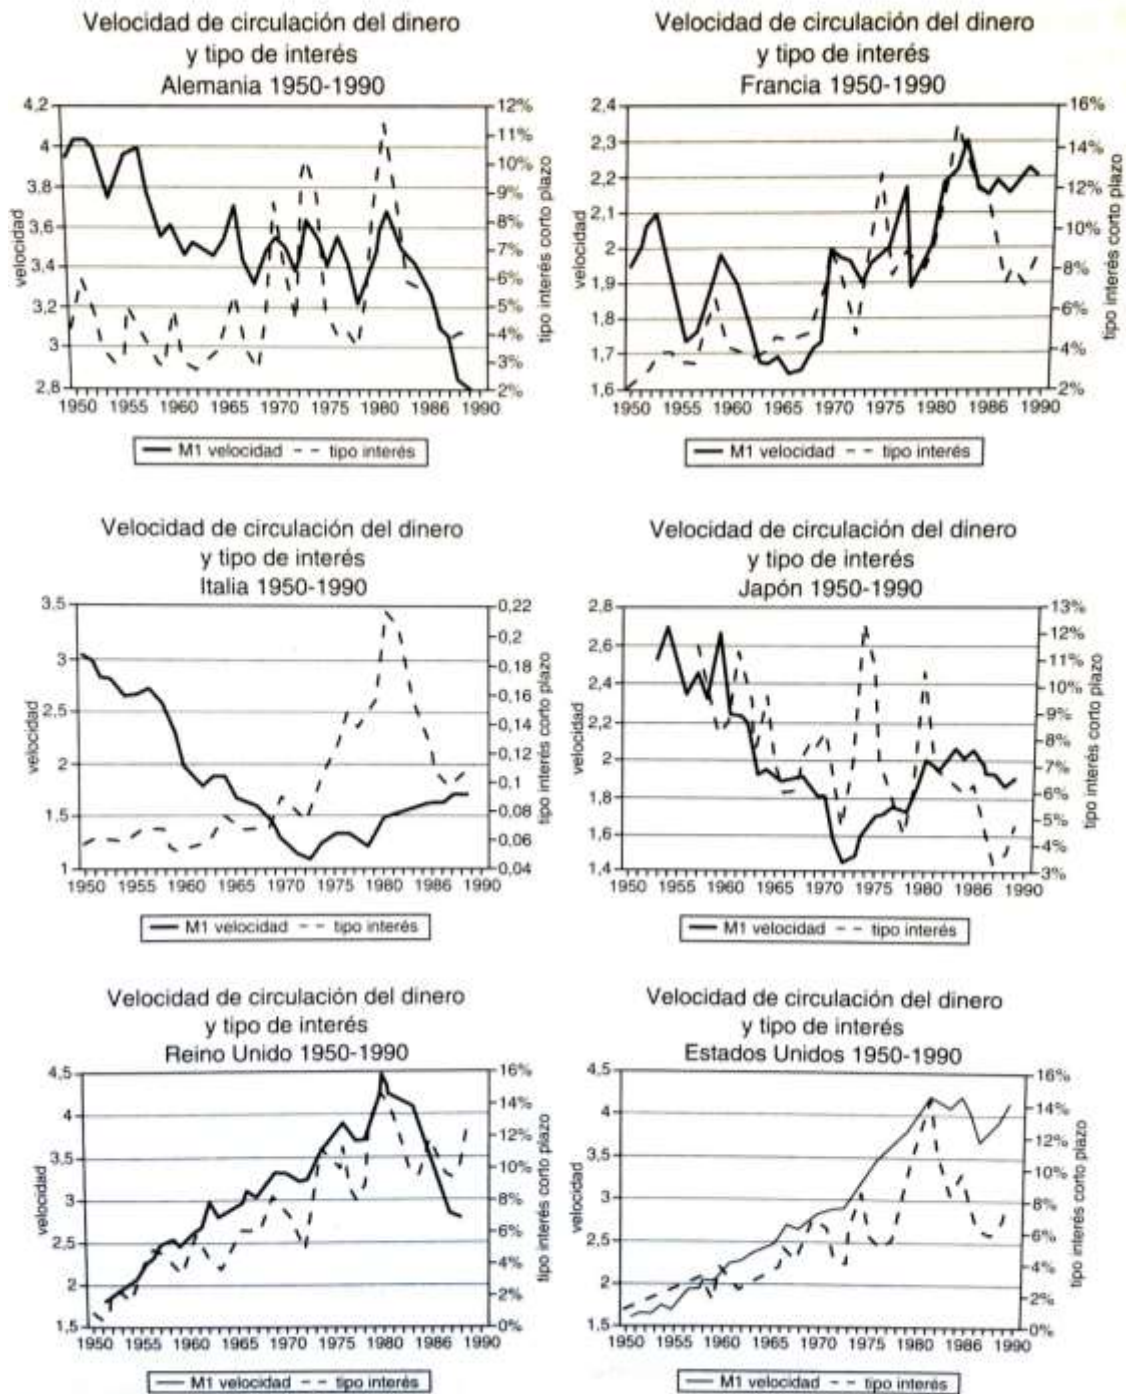 Velocidad de circulación del dinero
y tipo de interés
Alemania 1950-1990
4,2
4
3.8
3.6
3.4
3.2
3
2.8
velocidad
12%
11%
10%
9%
8%
7%
6%
5%
4%
3%
2%
tipo interés corto plazo
1950 1955 1960 1965 1970 1975 1980 1986 1990
M1 velocidad tipo interés
Velocidad de circulación del dinero
y tipo de interés
Francia 1950-1990
2,4
2,3
2,2
2,1
2
1,9
1,8
1,7
1,6
velocidad
16%
14%
12%
10%
8%
6%
4%
2%
tipo interés corto plazo
1950 1955 1960 1965 1970 1975 1980 1986 1990
M1 velocidad tipo interés
Velocidad de circulación del dinero
y tipo de interés
Italia 1950-1990
3.5
3
2.5
2
1.5
1
velocidad
0,22
0,2
0,18
0,16
0,14
0,12
0,1
0,08
0,06
0,04
tipo interés corto plazo
1950 1955 1960 1965 1970 1975 1980 1986 1990
M1 velocidad tipo interés
Velocidad de circulación del dinero
y tipo de interés
Japón 1950-1990
2,8
2,6
2,4
2,2
2
1,8
1,6
1,4
velocidad
13%
12%
11%
10%
9%
8%
7%
6%
5%
4%
3%
tipo interés corto plazo
1950 1955 1960 1965 1970 1975 1980 1986 1990
M1 velocidad tipo interés
Velocidad de circulación del dinero
y tipo de interés
Reino Unido 1950-1990
4,5
4
3,5
3
2.5
2
1,5
velocidad
16%
14%
12%
10%
8%
6%
4%
2%
0%
tipo interés corto plazo
1950 1955 1960 1965 1970 1975 1980 1986 1990
M1 velocidad tipo interés
Velocidad de circulación del dinero
y tipo de interés
Estados Unidos 1950-1990
4,5
4
3,5
3
2,5
2
1,5
velocidad
16%
14%
12%
10%
8%
6%
4%
2%
0%
tipo interés corto plazo
1950 1955 1960 1965 1970 1975 1980 1986 1990
M1 velocidad tipo interés